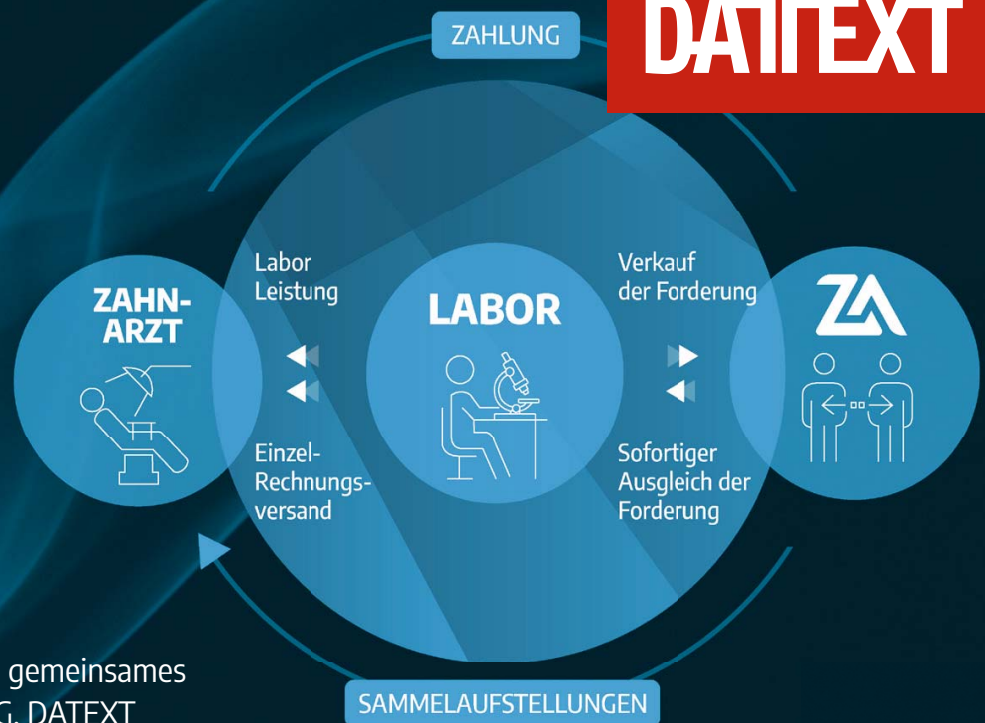 ZAHLUNG
DATEXT
ZAHN-
ARZT
Labor
Leistung
LABOR
Verkauf
der Forderung
ZA
Einzel-
Rechnungs-
versand
Sofortiger
Ausgleich der
Forderung
gemeinsames
G. DATEXT
SAMMELAUFSTELLUNGEN